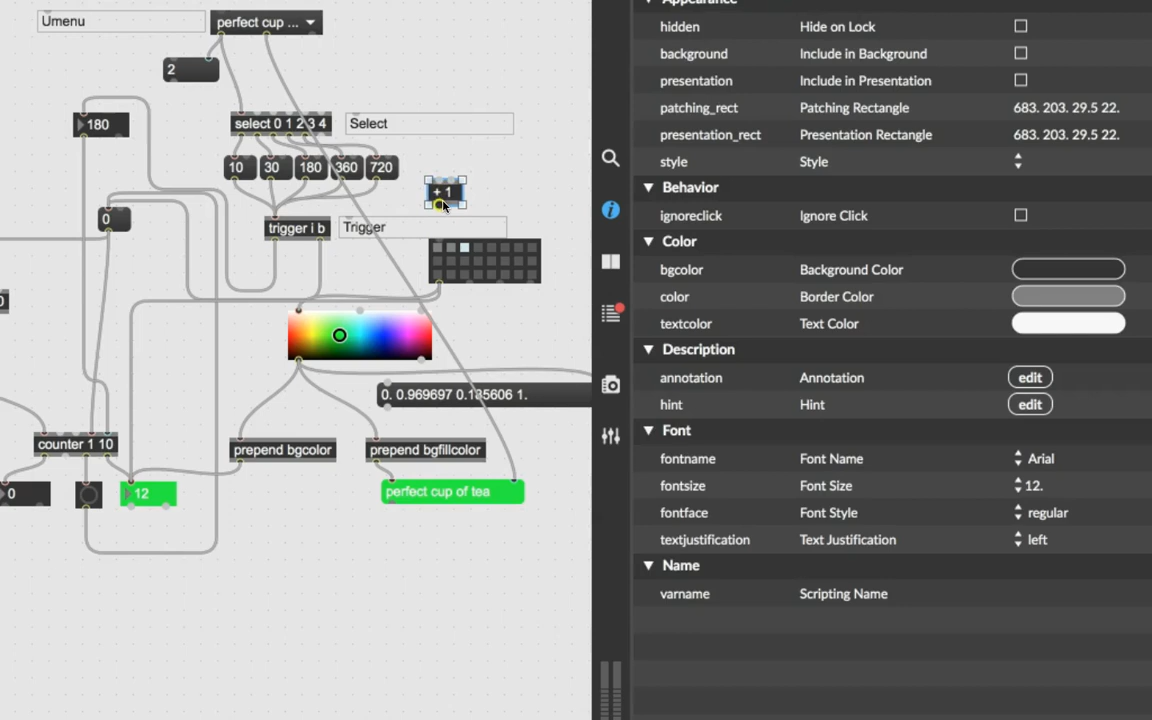 Umenu
perfect cup ...
2
180
select 0 1 2 3 4
Select
10
30
180
360
720
+ 1
0
trigger i b
Trigger
0. 0.969697 0.135606 1.
counter 1 10
prepend bgcolor
prepend bgfillcolor
0
12
perfect cup of tea
Appearance
hidden Hide on Lock
background Include in Background
presentation Include in Presentation
patching_rect Patching Rectangle 683. 203. 29.5 22.
presentation_rect Presentation Rectangle 683. 203. 29.5 22.
style Style
Behavior
ignoreclick Ignore Click
Color
bgcolor Background Color
color Border Color
textcolor Text Color
Description
annotation Annotation edit
hint Hint edit
Font
fontname Font Name Arial
fontsize Font Size 12.
fontface Font Style regular
textjustification Text Justification left
Name
varname Scripting Name